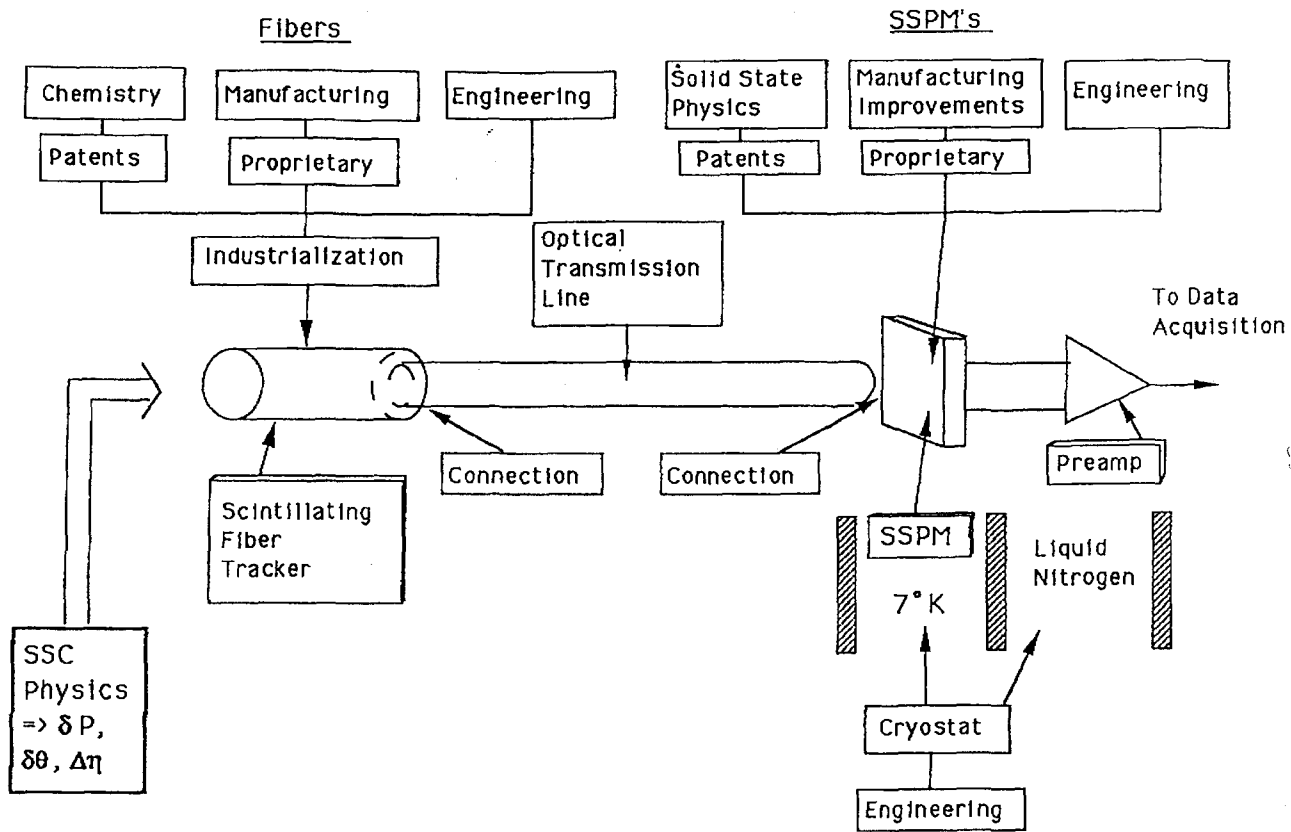 Fibers
SSPM's
Chemistry
Manufacturing
Engineering
Patents
Proprietary
Solid State
Physics
Manufacturing
Improvements
Engineering
Patents
Proprietary
Industrialization
Optical
Transmission
Line
To Data
Acquisition
Connection
Connection
Preamp
Scintillating
Fiber
Tracker
SSPM
Liquid
Nitrogen
7°K
SSC
Physics
=> δ P,
δθ, Δη
Cryostat
Engineering